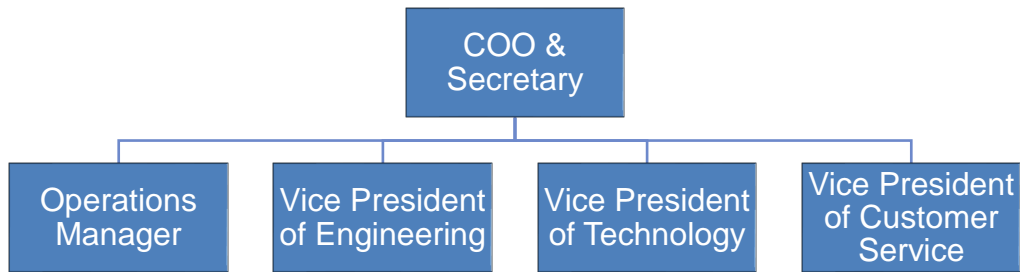 COO &
Secretary
Operations
Manager
Vice President
of Engineering
Vice President
of Technology
Vice President
of Customer
Service